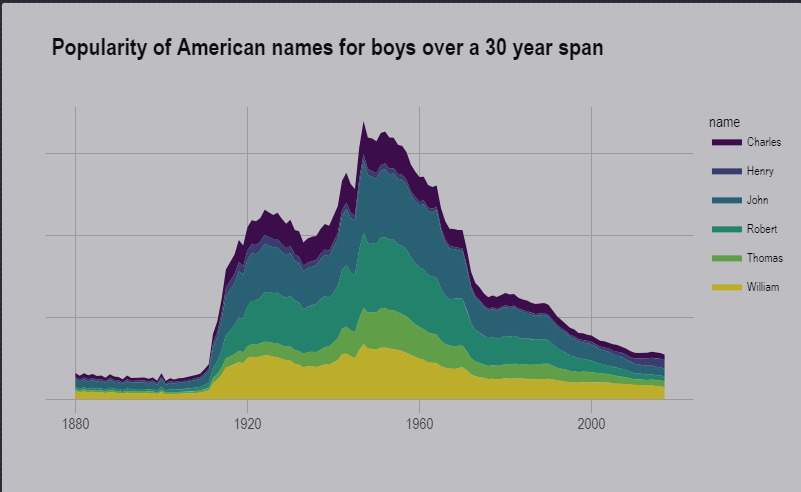 Popularity of American names for boys over a 30 year span
name
Charles
Henry
John
Robert
Thomas
William
1880 1920 1960 2000